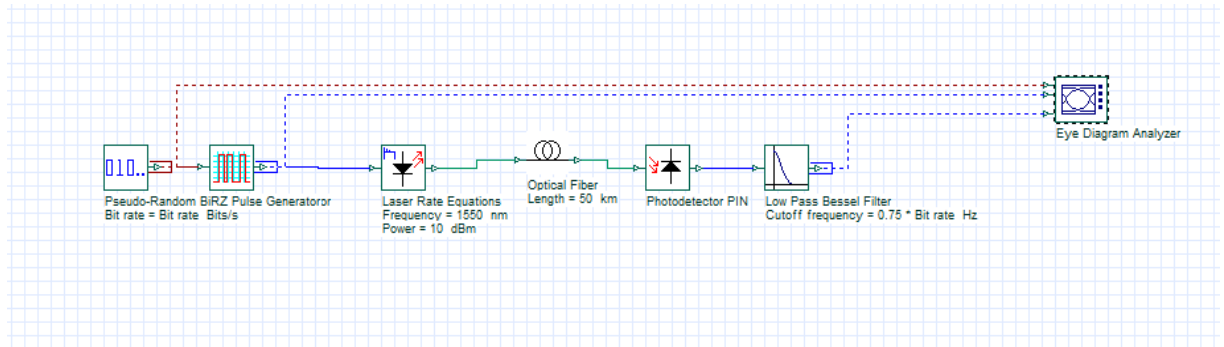 Eye Diagram Analyzer
010..
Pseudo-Random BiRZ Pulse Generatoror
Bit rate = Bit rate Bits/s
Laser Rate Equations
Frequency = 1550 nm
Power = 10 dBm
Optical Fiber
Length = 50 km
Photodetector PIN
Low Pass Bessel Filter
Cutoff frequency = 0.75 * Bit rate Hz